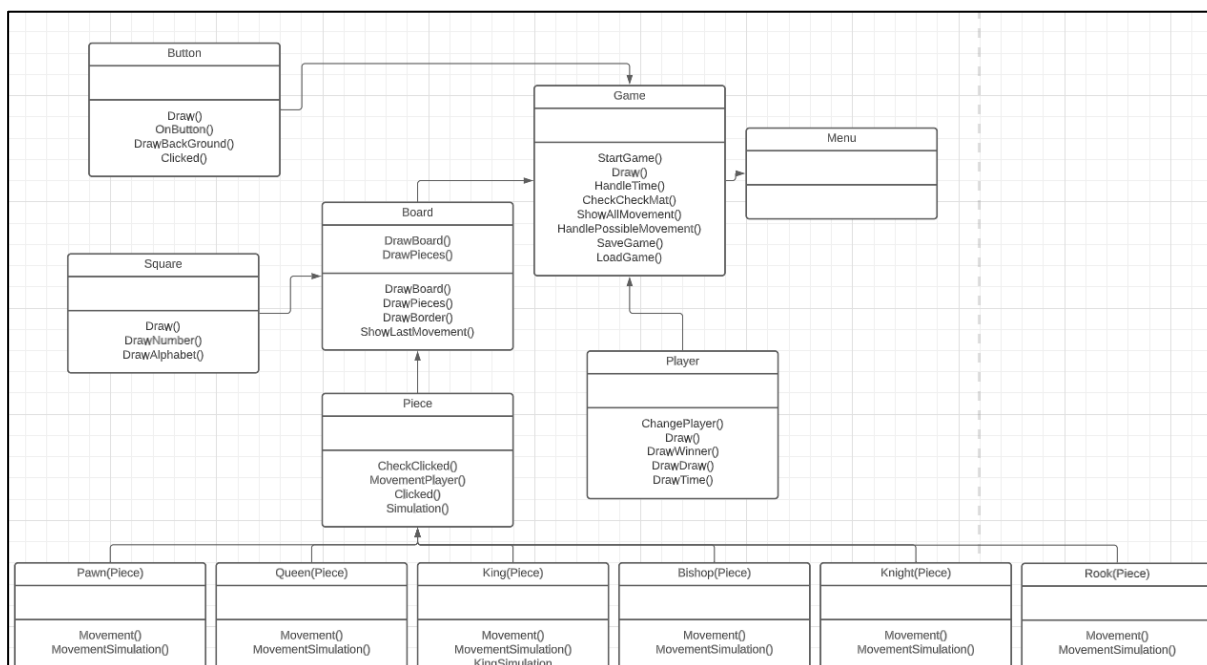 Button
Draw()
OnButton()
DrawBackGround()
Clicked()
Game
StartGame()
Draw()
HandleTime()
CheckCheckMat()
ShowAllMovement()
HandlePossibleMovement()
SaveGame()
LoadGame()
Menu
Board
DrawBoard()
DrawPieces()
DrawBoard()
DrawPieces()
DrawBorder()
ShowLastMovement()
Square
Draw()
DrawNumber()
DrawAlphabet()
Player
ChangePlayer()
Draw()
DrawWinner()
DrawDraw()
DrawTime()
Piece
CheckClicked()
MovementPlayer()
Clicked()
Simulation()
Pawn(Piece)
Movement()
MovementSimulation()
Queen(Piece)
Movement()
MovementSimulation()
King(Piece)
Movement()
MovementSimulation()
KingSimulation
Bishop(Piece)
Movement()
MovementSimulation()
Knight(Piece)
Movement()
MovementSimulation()
Rook(Piece)
Movement()
MovementSimulation()